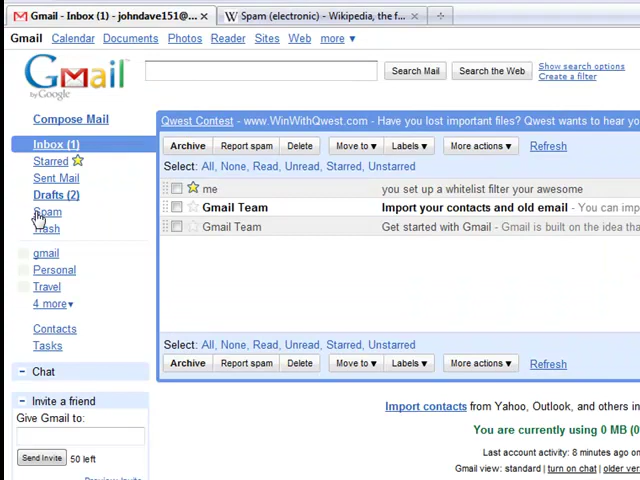 Gmail - Inbox (1) - johndave151@... Spam (electronic) - Wikipedia, the f...
Gmail Calendar Documents Photos Reader Sites Web more ▼
Gmail by Google Search Mail Search the Web Show search options
Create a filter
Compose Mail
Qwest Contest - www.WinWithQwest.com - Have you lost important files? Qwest wants to hear
Inbox (1) Archive Report spam Delete Move to ▼ Labels ▼ More actions ▼ Refresh
Starred Select: All, None, Read, Unread, Starred, Unstarred
Sent Mail
Drafts (2) me you set up a whitelist filter your awesome
Spam Gmail Team Import your contacts and old email - You can
Trash Gmail Team Get started with Gmail - Gmail is built on the idea
gmail
Personal
Travel
4 more▼
Contacts
Tasks Select: All, None, Read, Unread, Starred, Unstarred
Archive Report spam Delete Move to ▼ Labels ▼ More actions ▼ Refresh
− Chat
− Invite a friend
Give Gmail to:
Import contacts from Yahoo, Outlook, and others
You are currently using 0 MB
Send Invite 50 left
Last account activity: 8 minutes ago
Gmail view: standard | turn on chat | older
Preview Invite